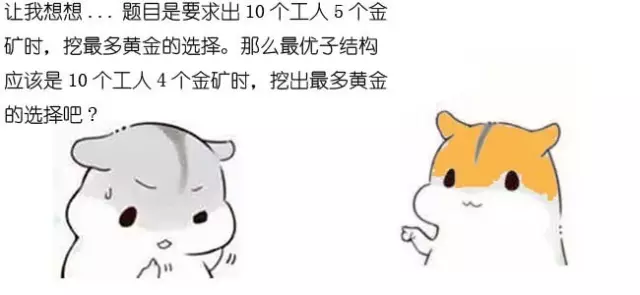 让我想想... 题目是要求出10个工人5个金
矿时，挖最多黄金的选择。那么最优子结构
应该是10个工人4个金矿时，挖出最多黄金
的选择吧？